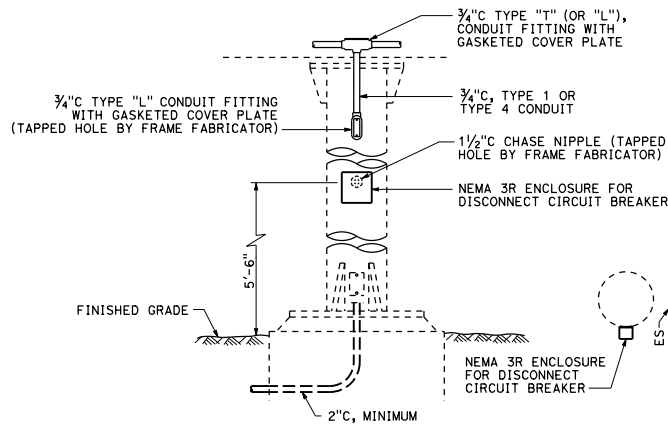 ¾"C TYPE "T" (OR "L"),
CONDUIT FITTING WITH
GASKETED COVER PLATE
¾"C TYPE "L" CONDUIT FITTING
WITH GASKETED COVER PLATE
(TAPPED HOLE BY FRAME FABRICATOR)
¾"C, TYPE 1 OR
TYPE 4 CONDUIT
1½"C CHASE NIPPLE (TAPPED
HOLE BY FRAME FABRICATOR)
NEMA 3R ENCLOSURE FOR
DISCONNECT CIRCUIT BREAKER
5'-6"
FINISHED GRADE
ES
NEMA 3R ENCLOSURE
FOR DISCONNECT
CIRCUIT BREAKER
2"C, MINIMUM